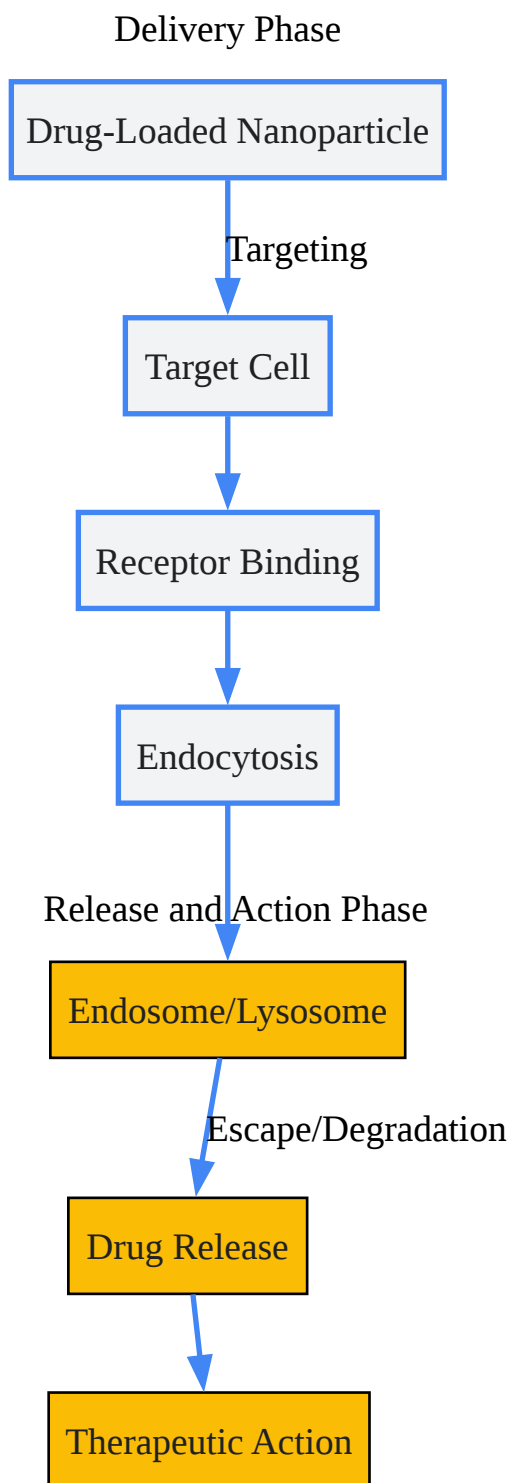 Delivery Phase
Drug-Loaded Nanoparticle
Targeting
Target Cell
Receptor Binding
Endocytosis
Release and Action Phase
Endosome/Lysosome
Escape/Degradation
Drug Release
Therapeutic Action